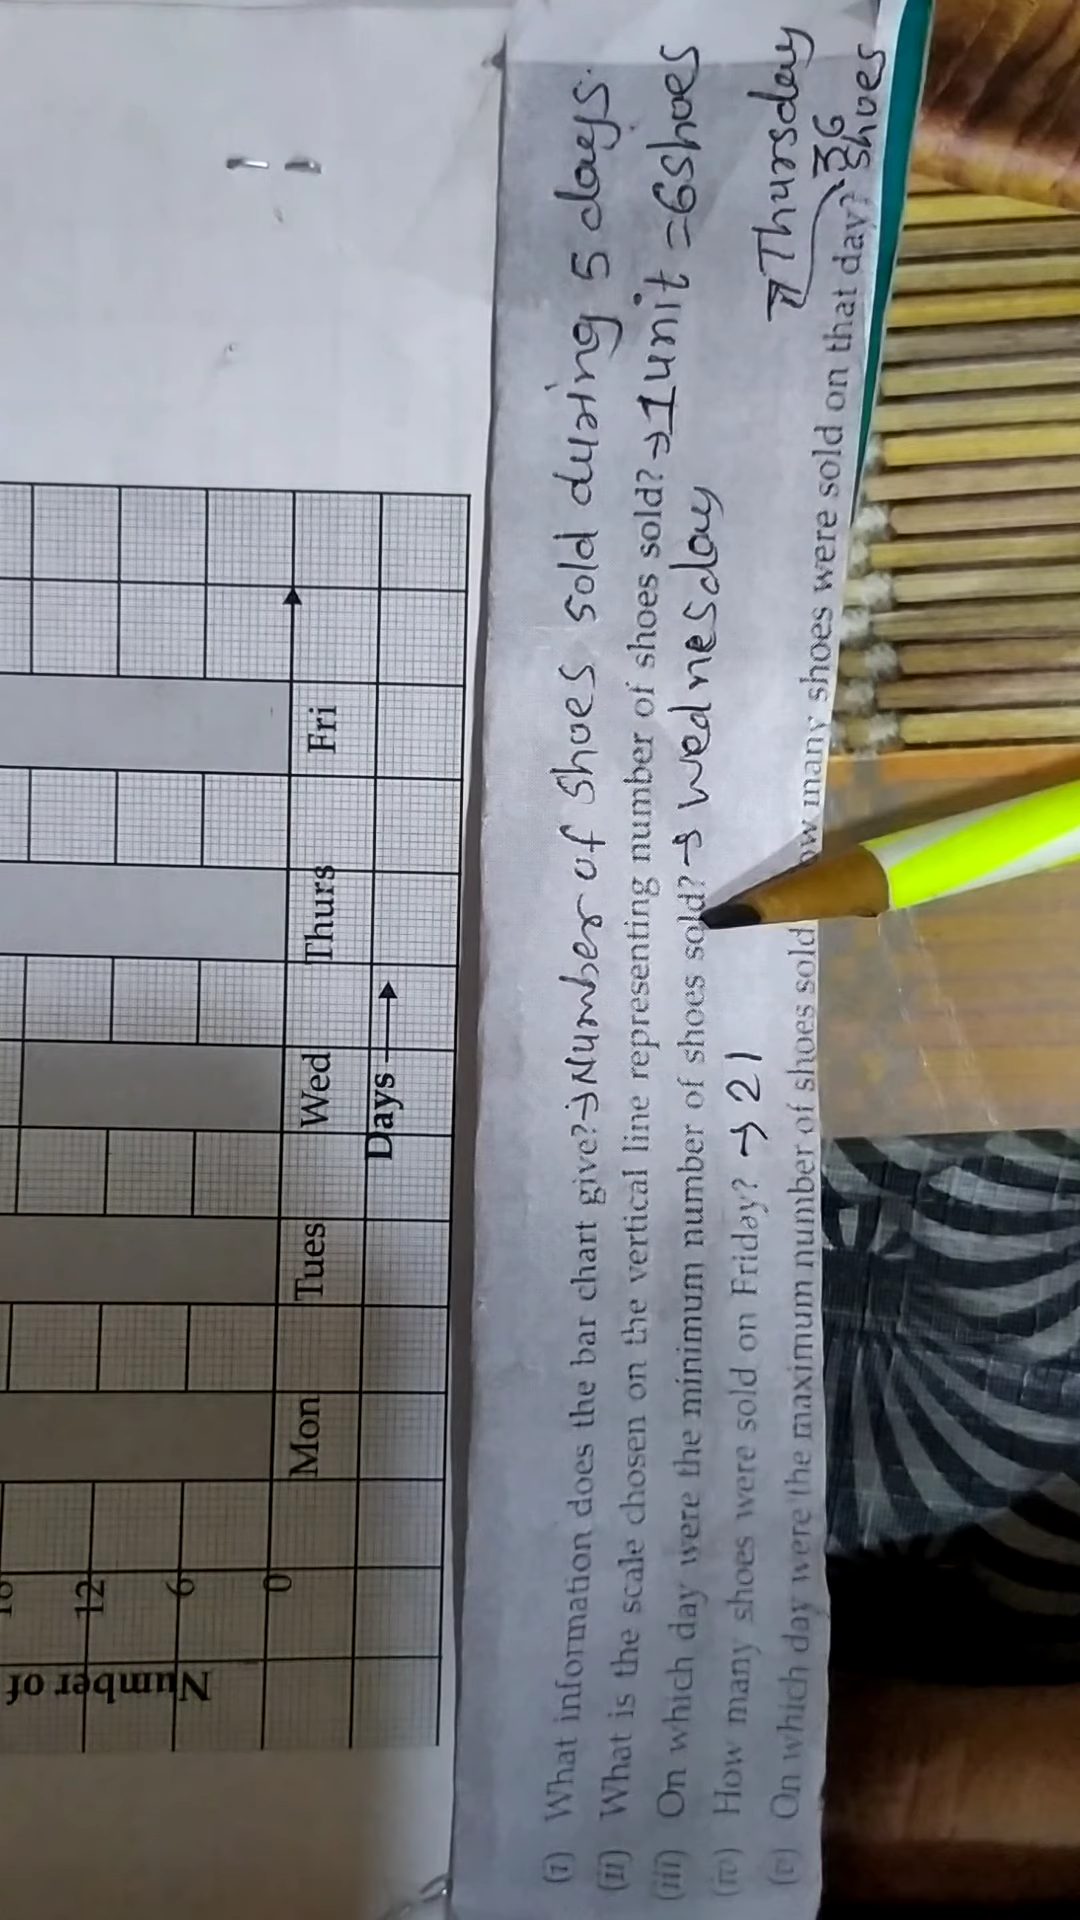 Number of
12
6
0
Mon Tues Wed Thurs Fri
Days
(i) What information does the bar chart give? → Number of shoes sold during 5 days.
(ii) What is the scale chosen on the vertical line representing number of shoes sold? → 1 unit = 6 shoes
(iii) On which day were the minimum number of shoes sold? → wednesday
(iv) How many shoes were sold on Friday? → 21
Thursday
(v) On which day were the maximum number of shoes sold many shoes were sold on that day? 36
shoes